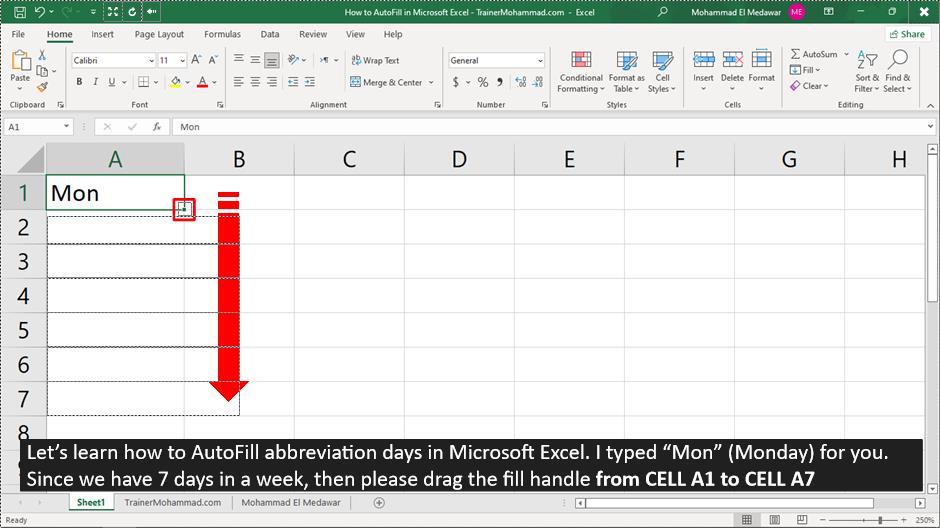 How to AutoFill in Microsoft Excel - TrainerMohammad.com - Excel
Mohammad El Medawar ME
File Home Insert Page Layout Formulas Data Review View Help Share
Paste
Clipboard
Calibri 11 A A
B I U A
Font
Wrap Text
Merge & Center
Alignment
General
$ % 9
Number
Conditional Formatting
Format as Table
Cell Styles
Styles
Insert Delete Format
Cells
AutoSum
Fill
Clear
Sort & Filter
Find & Select
Editing
A1 fx Mon
A B C D E F G H
1 Mon
2
3
4
5
6
7
8
Let’s learn how to AutoFill abbreviation days in Microsoft Excel. I typed “Mon” (Monday) for you.
Since we have 7 days in a week, then please drag the fill handle from CELL A1 to CELL A7
Sheet1 TrainerMohammad.com Mohammad El Medawar
Ready 250%